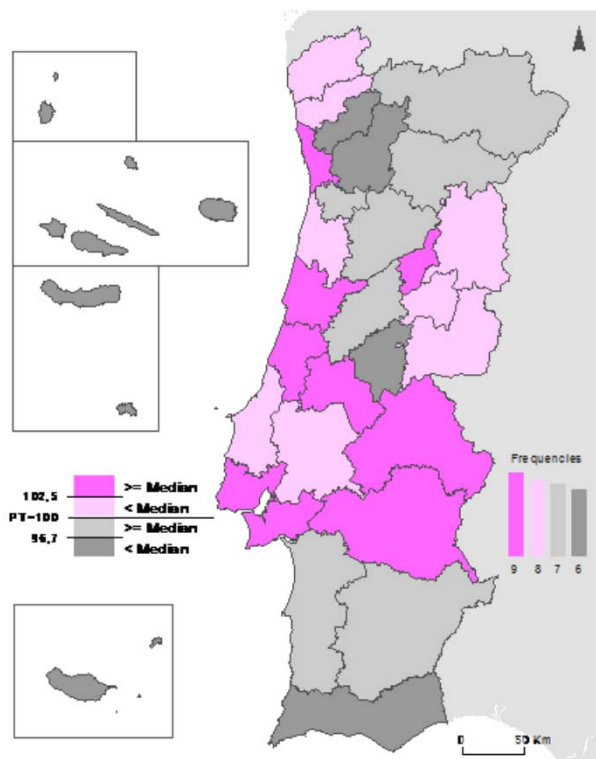 Frequencies
>= Median
102,5
< Median
PT-100
>= Median
96,7
< Median
9 8 7 6
0 50 Km